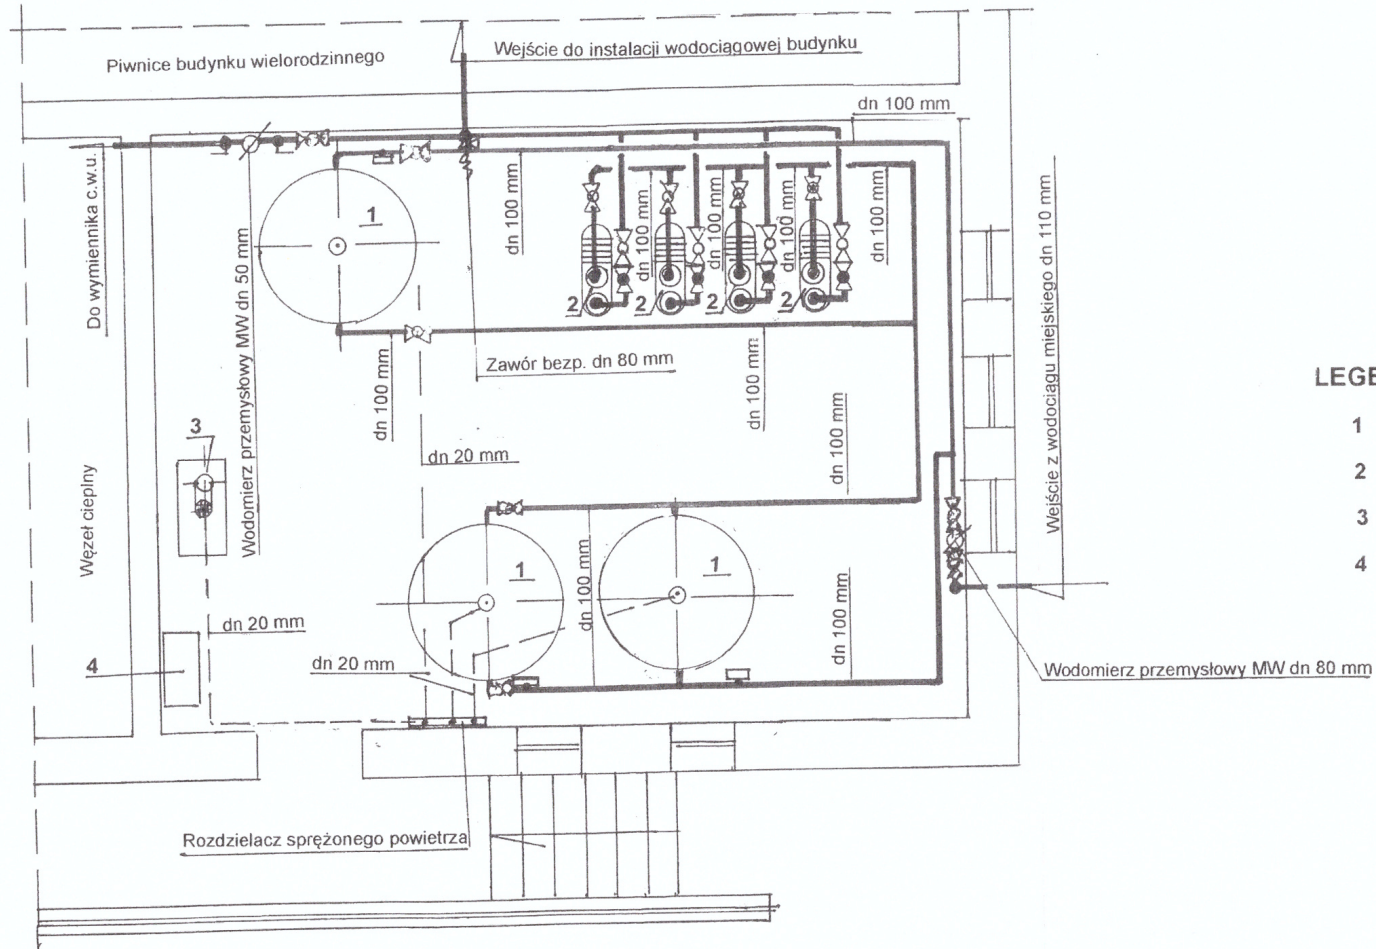 Piwnice budynku wielorodzinnego
Wejście do instalacji wodociągowej budynku
dn 100 mm
Do wymiennika c.w.u.
Wodomierz przemysłowy MW dn 50 mm
1
dn 100 mm
dn 100 mm
dn 100 mm
dn 100 mm
dn 100 mm
2
2
2
2
Wejście z wodociągu miejskiego dn 110 mm
Zawór bezp. dn 80 mm
dn 100 mm
dn 100 mm
dn 100 mm
LEGE
1
2
3
4
3
dn 20 mm
Węzeł cieplny
1
1
dn 100 mm
dn 100 mm
dn 20 mm
dn 20 mm
4
Wodomierz przemysłowy MW dn 80 mm
Rozdzielacz sprężonego powietrza